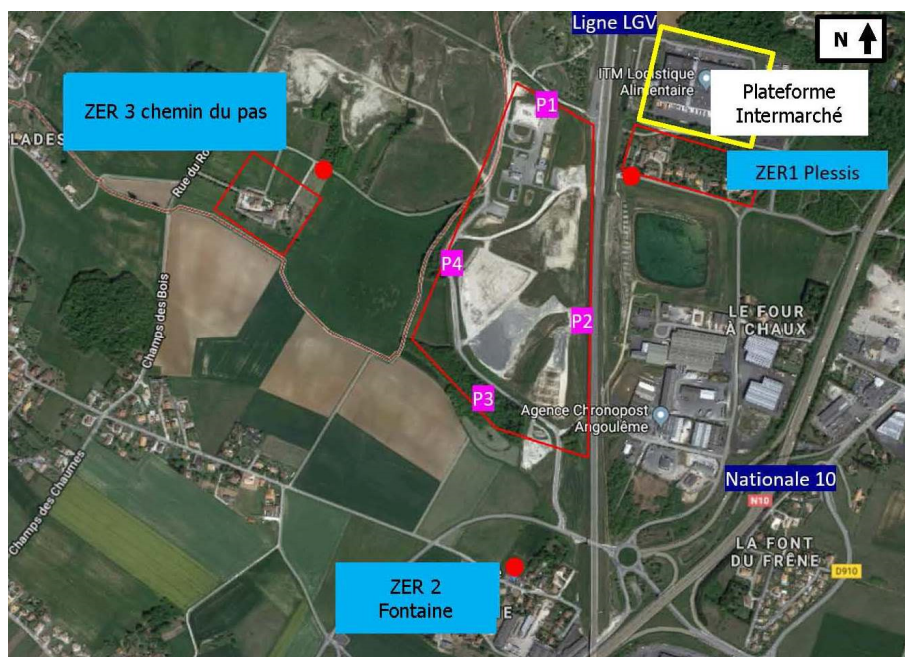 Ligne LGV
N
ITM Logistique
Alimentaire
Plateforme
Intermarché
ZER 3 chemin du pas
P1
LADES
Rue du Ro
ZER1 Plessis
P4
Champs des Bois
P2
LE FOUR
À CHAUX
P3
Agence Chronopost
Angoulême
Nationale 10
N10
Champs des Chaumes
LA FONT
DU FRÊNE
D910
ZER 2
Fontaine
NE